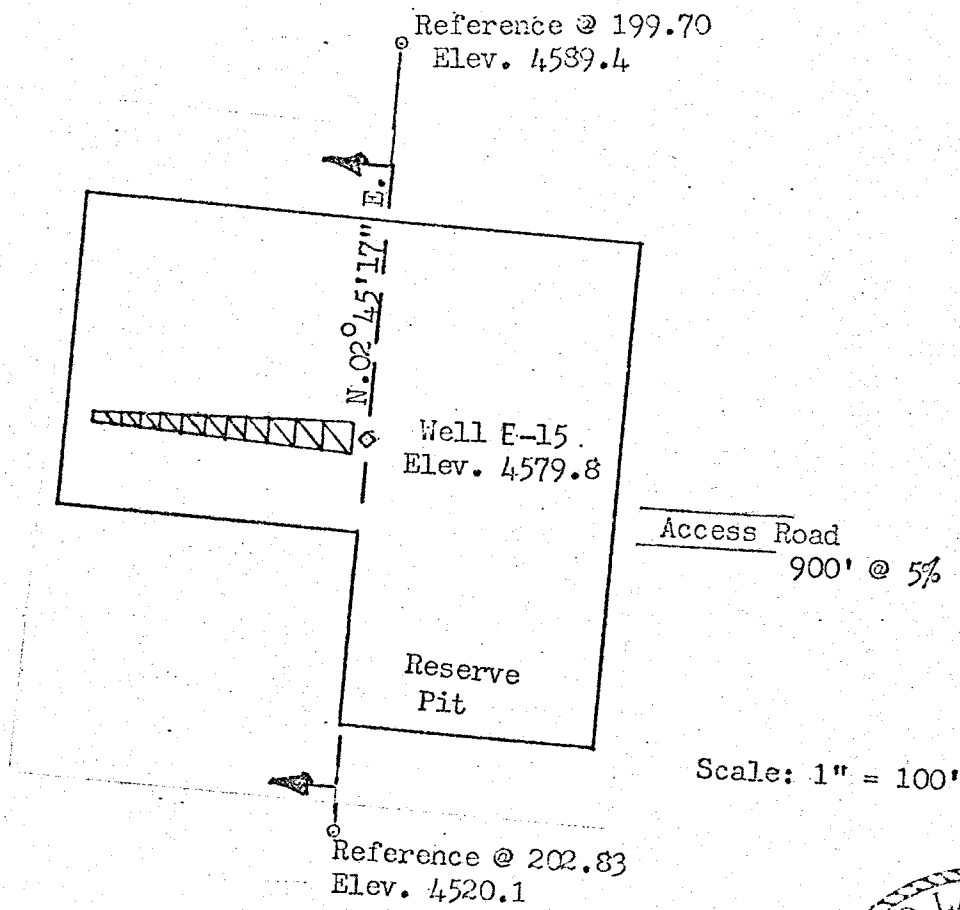 Reference @ 199.70
Elev. 4589.4
N.02°45'17" E.
Well E-15.
Elev. 4579.8
Access Road
900' @ 5%
Reserve
Pit
Scale: 1" = 100'
Reference @ 202.83
Elev. 4520.1